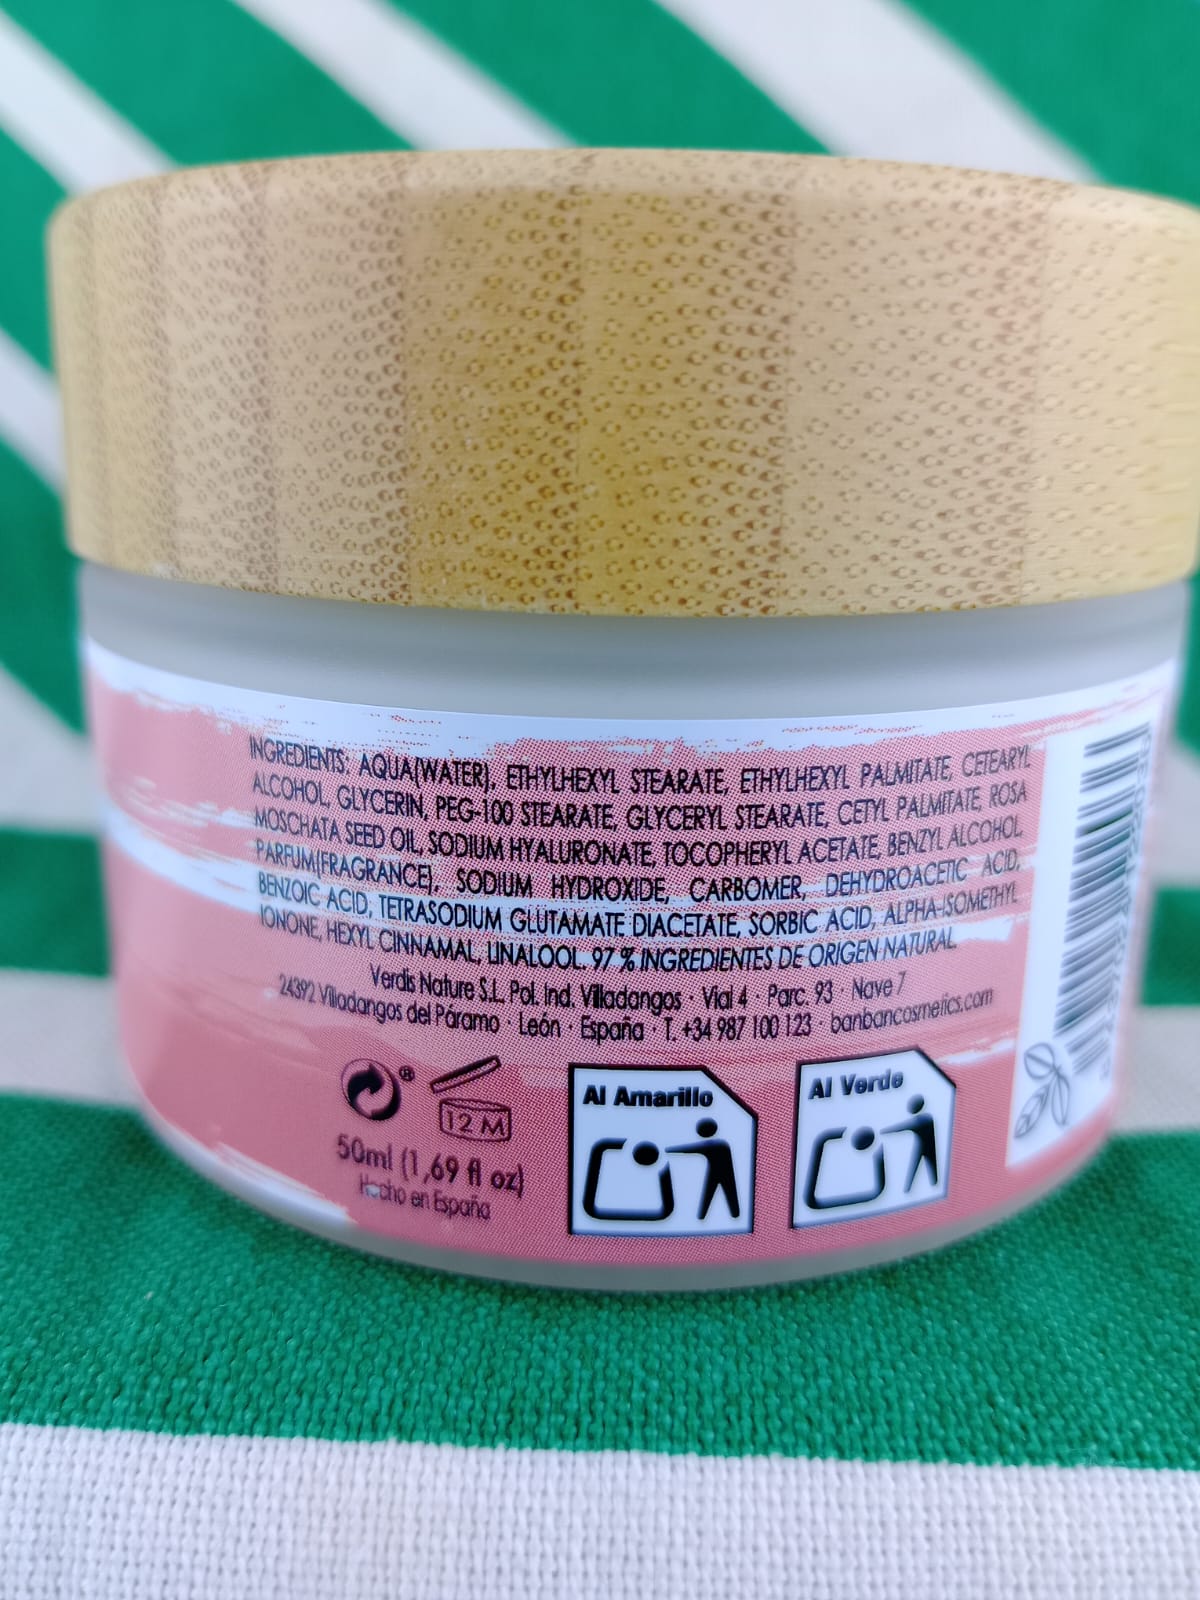 INGREDIENTS: AQUA(WATER), ETHYLHEXYL STEARATE, ETHYLHEXYL PALMITATE, CETEARYL
ALCOHOL, GLYCERIN, PEG-100 STEARATE, GLYCERYL STEARATE, CETYL PALMITATE, ROSA
MOSCHATA SEED OIL, SODIUM HYALURONATE, TOCOPHERYL ACETATE, BENZYL ALCOHOL,
PARFUM(FRAGRANCE), SODIUM HYDROXIDE, CARBOMER, DEHYDROACETIC ACID,
BENZOIC ACID, TETRASODIUM GLUTAMATE DIACETATE, SORBIC ACID, ALPHA-ISOMETHYL
IONONE, HEXYL CINNAMAL, LINALOOL. 97 % INGREDIENTES DE ORIGEN NATURAL.
Verdis Nature S.L. Pol. Ind. Villadangos · Vial 4 · Parc. 93 · Nave 7
24392 Villadangos del Páramo · León · España · T. +34 987 100 123 · banbancosmetics.com
®
12 M
50ml (1,69 fl oz)
Hecho en España
Al Amarillo
Al Verde